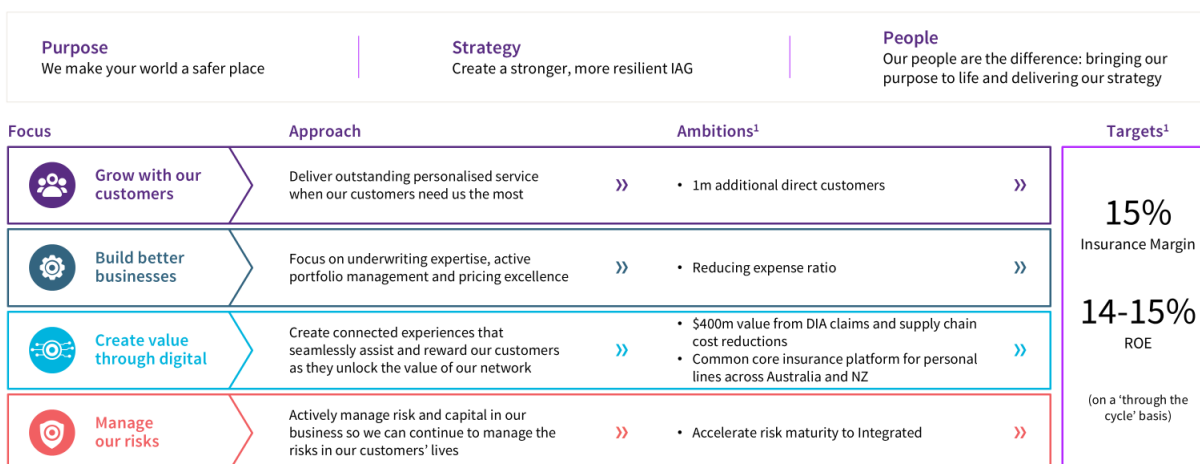 Purpose
We make your world a safer place
Strategy
Create a stronger, more resilient IAG
People
Our people are the difference: bringing our
purpose to life and delivering our strategy
Focus
Approach
Ambitions¹
Targets¹
Grow with our
customers
Deliver outstanding personalised service
when our customers need us the most
»
• 1m additional direct customers
»
Build better
businesses
Focus on underwriting expertise, active
portfolio management and pricing excellence
»
• Reducing expense ratio
»
Create value
through digital
Create connected experiences that
seamlessly assist and reward our customers
as they unlock the value of our network
»
• $400m value from DIA claims and supply chain
cost reductions
• Common core insurance platform for personal
lines across Australia and NZ
»
Manage
our risks
Actively manage risk and capital in our
business so we can continue to manage the
risks in our customers’ lives
»
• Accelerate risk maturity to Integrated
»
15%
Insurance Margin
14-15%
ROE
(on a ‘through the
cycle’ basis)